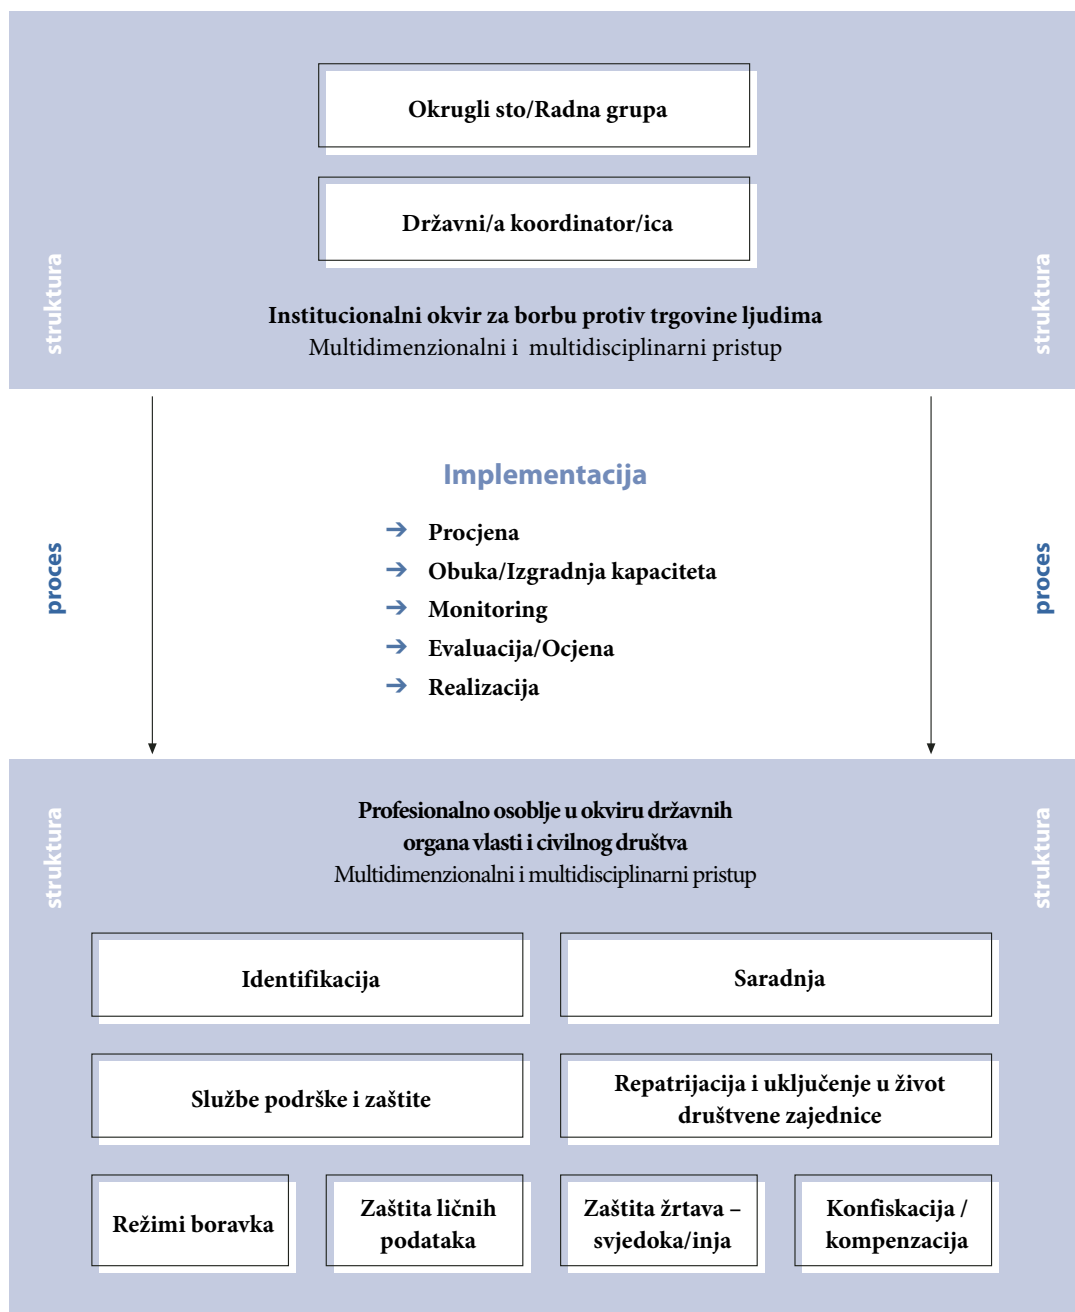 Okrugli sto/Radna grupa
Državni/a koordinator/ica
struktura
struktura
Institucionalni okvir za borbu protiv trgovine ljudima
Multidimenzionalni i multidisciplinarni pristup
Implementacija
proces
proces
➔ Procjena
➔ Obuka/Izgradnja kapaciteta
➔ Monitoring
➔ Evaluacija/Ocjena
➔ Realizacija
struktura
struktura
Profesionalno osoblje u okviru državnih
organa vlasti i civilnog društva
Multidimenzionalni i multidisciplinarni pristup
Identifikacija
Saradnja
Službe podrške i zaštite
Repatrijacija i uključenje u život
društvene zajednice
Režimi boravka
Zaštita ličnih
podataka
Zaštita žrtava –
svjedoka/inja
Konfiskacija /
kompenzacija